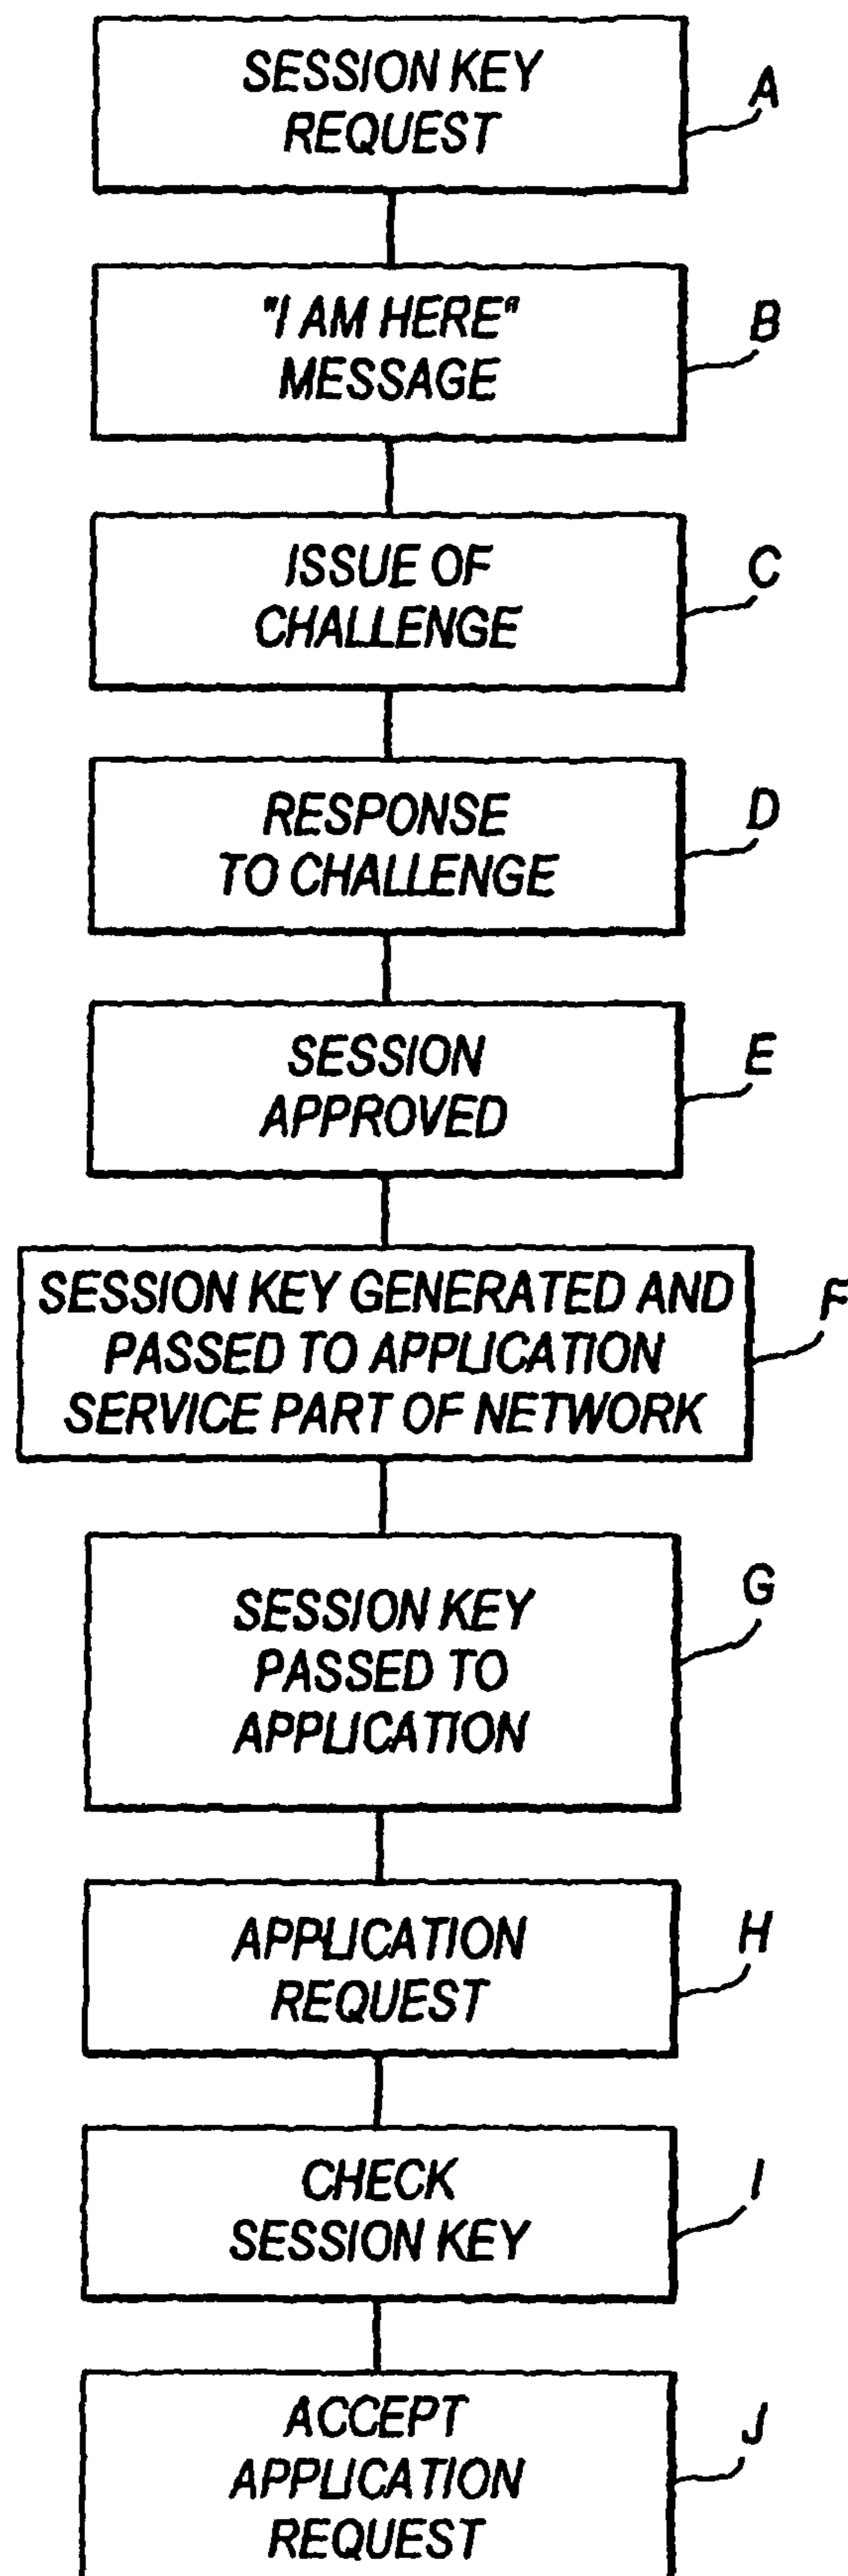 SESSION KEY
REQUEST
A
"I AM HERE"
MESSAGE
B
ISSUE OF
CHALLENGE
C
RESPONSE
TO CHALLENGE
D
SESSION
APPROVED
E
SESSION KEY GENERATED AND
PASSED TO APPLICATION
SERVICE PART OF NETWORK
F
SESSION KEY
PASSED TO
APPLICATION
G
APPLICATION
REQUEST
H
CHECK
SESSION KEY
I
ACCEPT
APPLICATION
REQUEST
J